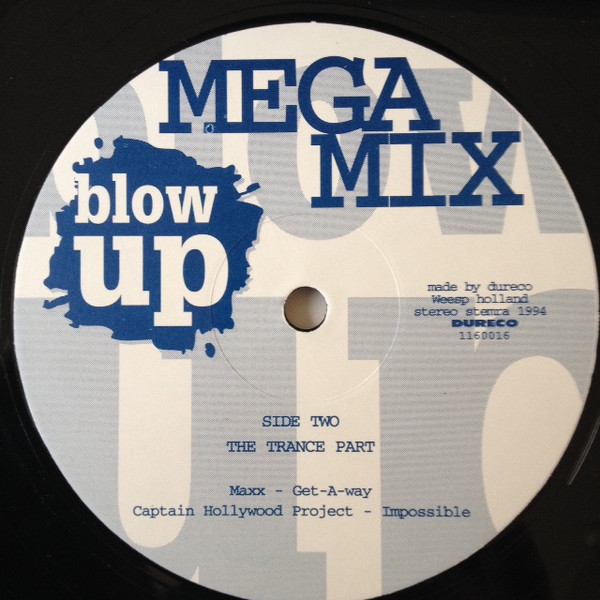 MEGA
MIX
blow
up
made by dureco
Weesp holland
stereo stemra 1994
DURECO
1160016
SIDE TWO
THE TRANCE PART
Maxx - Get-A-way
Captain Hollywood Project - Impossible